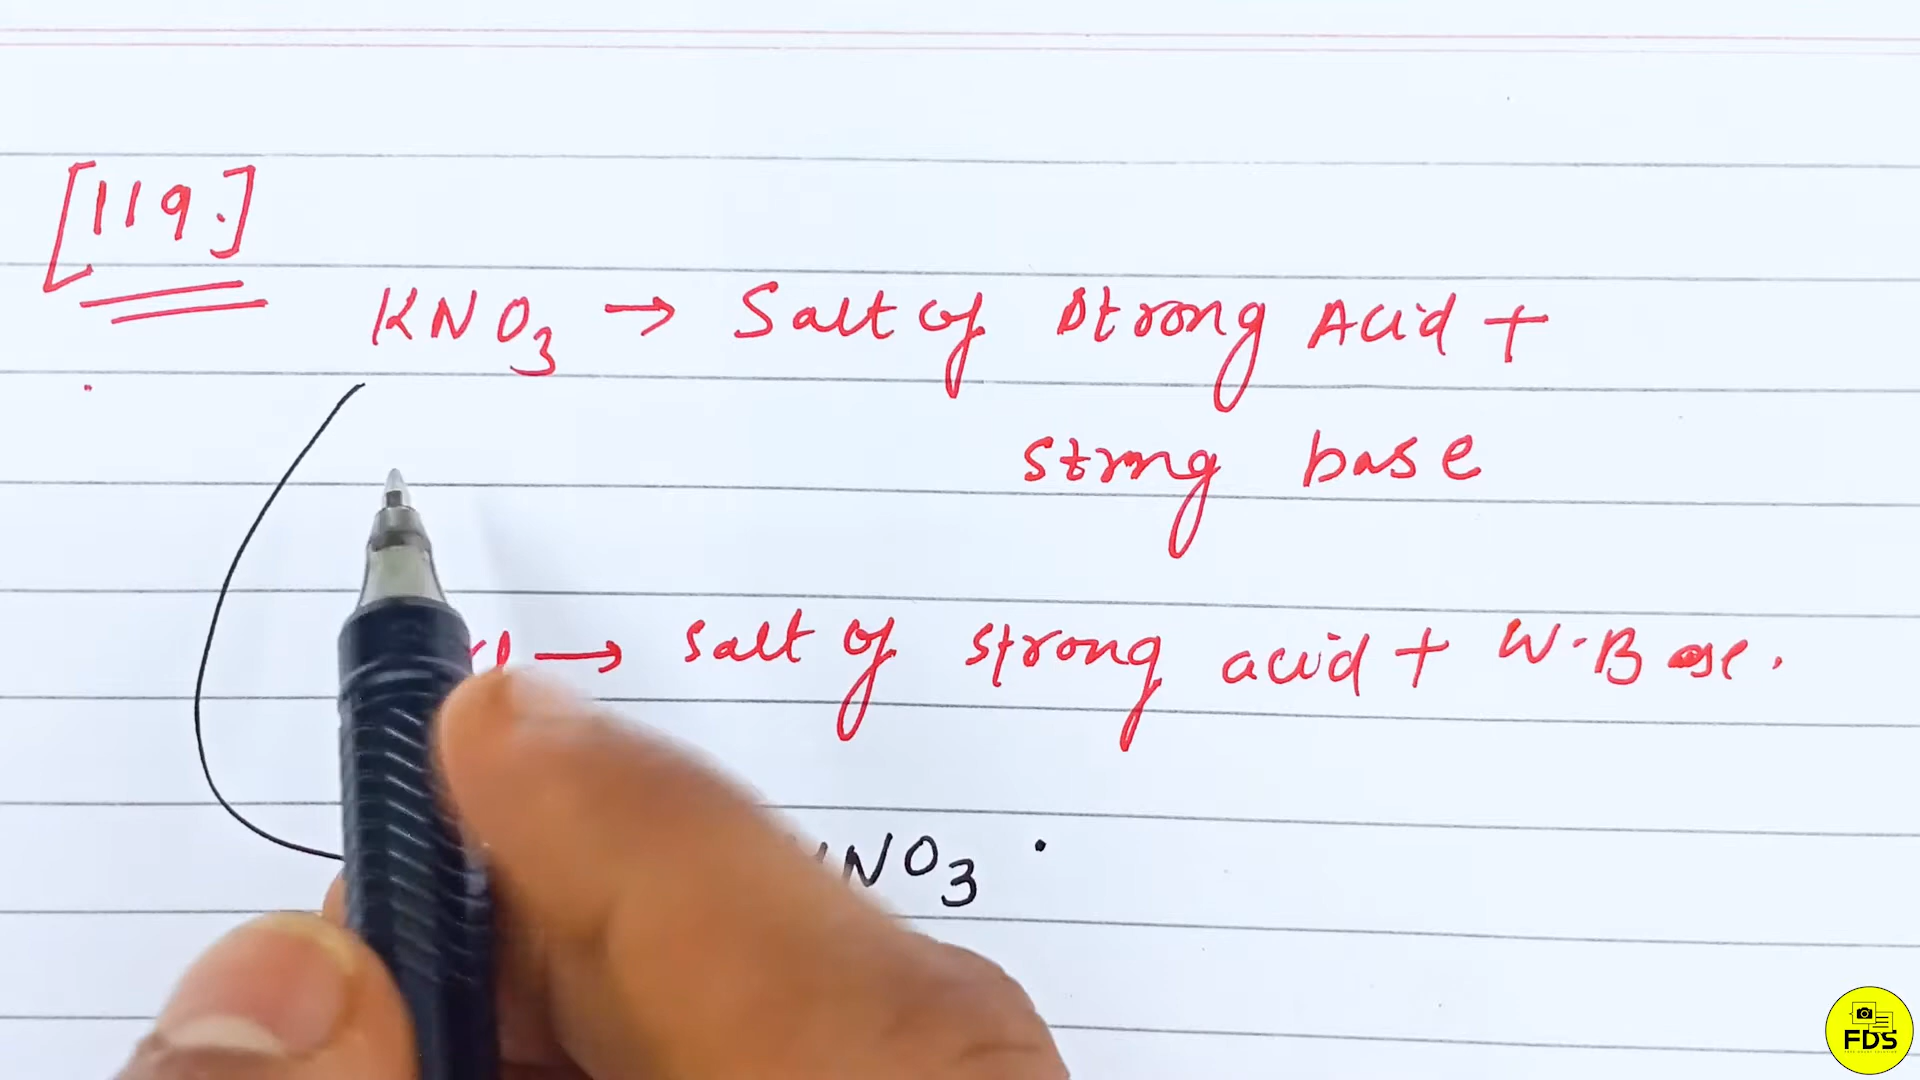 [119.]
KNO3 → Salt of Strong Acid +
strong base
→ Salt of strong acid + W.Base.
NO3
FDS